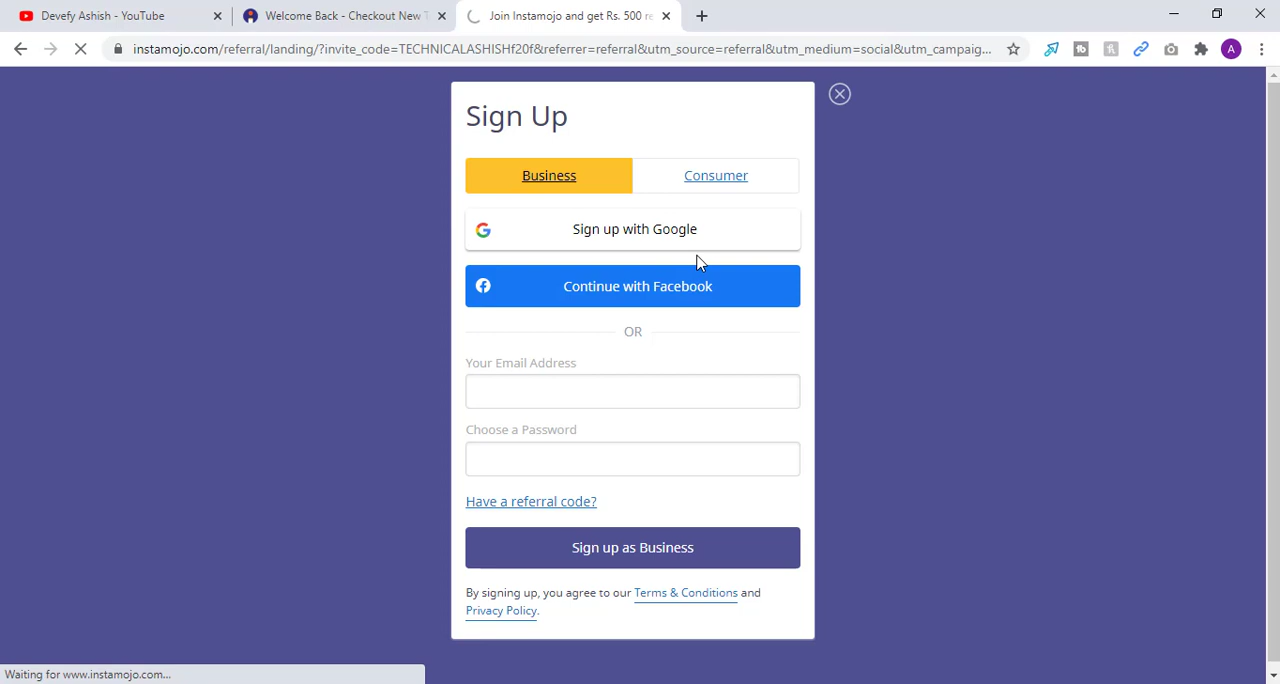 Devefy Ashish - YouTube
Welcome Back - Checkout New T
Join Instamojo and get Rs. 500 re
instamojo.com/referral/landing/?invite_code=TECHNICALASHISHf20f&referrer=referral&utm_source=referral&utm_medium=social&utm_campaig...
A
Sign Up
Business
Consumer
Sign up with Google
Continue with Facebook
OR
Your Email Address
Choose a Password
Have a referral code?
Sign up as Business
By signing up, you agree to our Terms & Conditions and
Privacy Policy.
Waiting for www.instamojo.com...